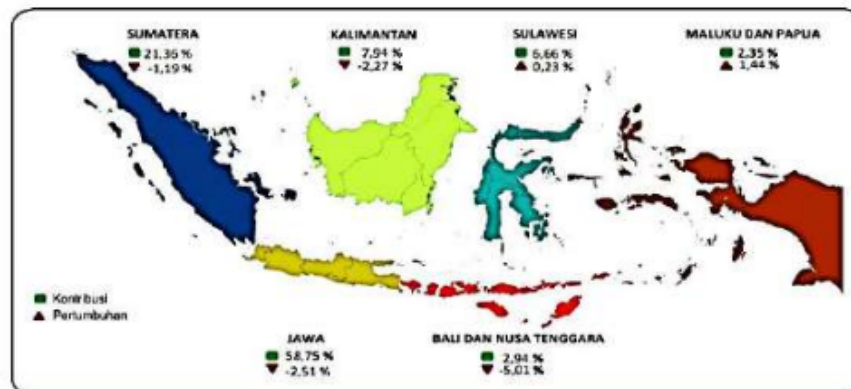 SUMATERA
21,36 %
-1,19 %
KALIMANTAN
7,94 %
-2,27 %
SULAWESI
6,66 %
0,23 %
MALUKU DAN PAPUA
2,35 %
1,44 %
Kontribusi
Pertumbuhan
JAWA
58,75 %
-2,51 %
BALI DAN NUSA TENGGARA
2,94 %
-5,01 %